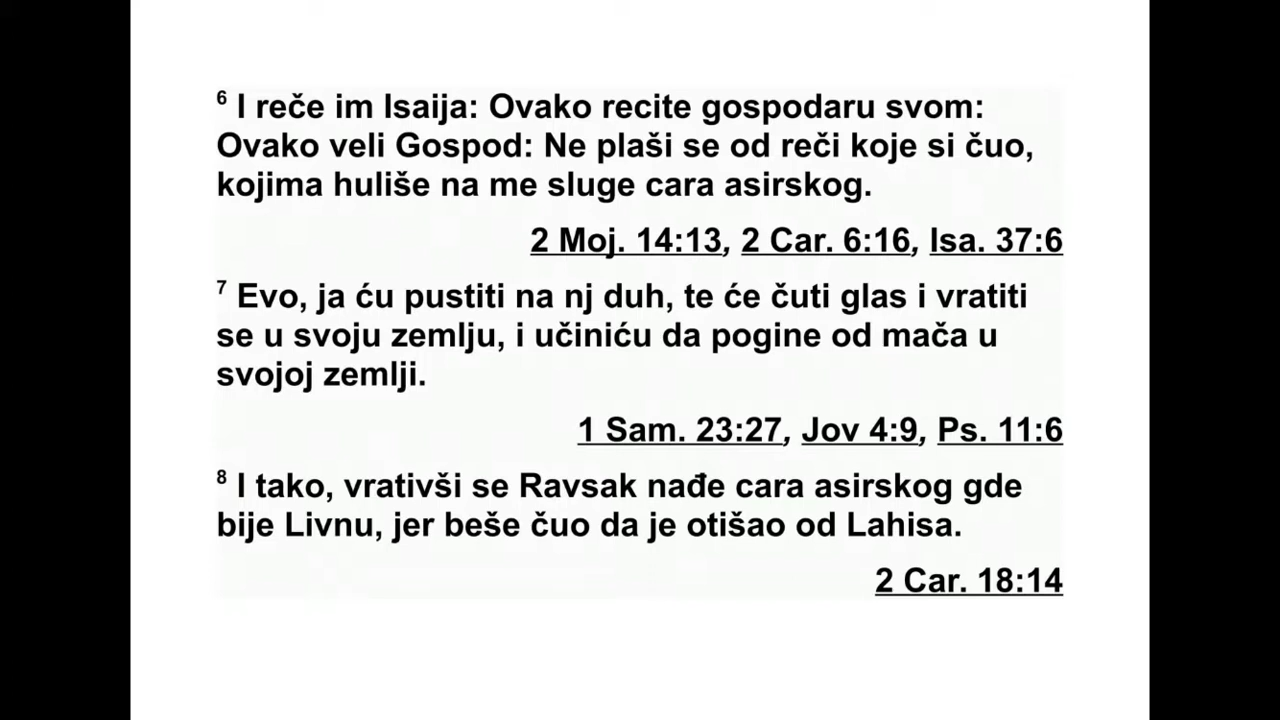 6 I reče im Isaija: Ovako recite gospodaru svom:
Ovako veli Gospod: Ne plaši se od reči koje si čuo,
kojima huliše na me sluge cara asirskog.
2 Moj. 14:13, 2 Car. 6:16, Isa. 37:6
7 Evo, ja ću pustiti na nj duh, te će čuti glas i vratiti
se u svoju zemlju, i učiniću da pogine od mača u
svojoj zemlji.
1 Sam. 23:27, Jov 4:9, Ps. 11:6
8 I tako, vrativši se Ravsak nađe cara asirskog gde
bije Livnu, jer beše čuo da je otišao od Lahisa.
2 Car. 18:14